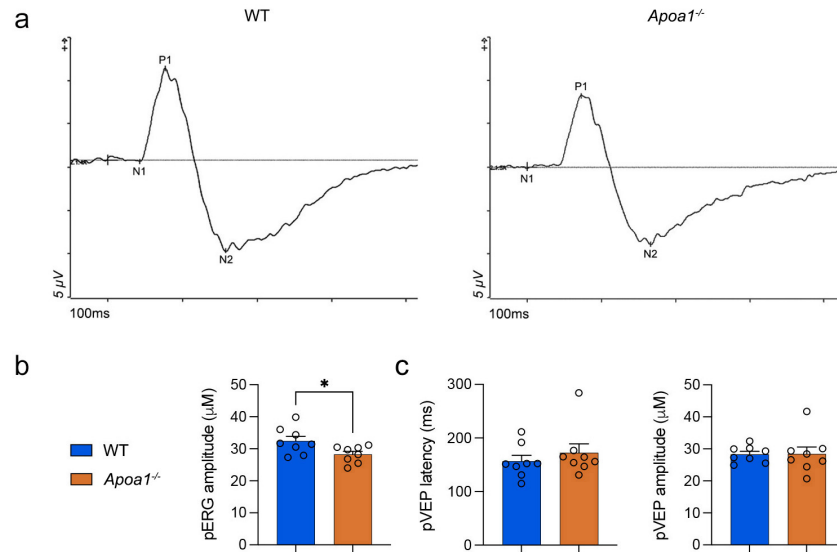 a
WT
Apoa1-/-
P1
N1
N2
5 µV
100ms
P1
N1
N2
5 µV
100ms
b
WT
Apoa1-/-
pERG amplitude (µM)
50
40
30
20
10
0
*
c
pVEP latency (ms)
300
200
100
0
pVEP amplitude (µM)
50
40
30
20
10
0